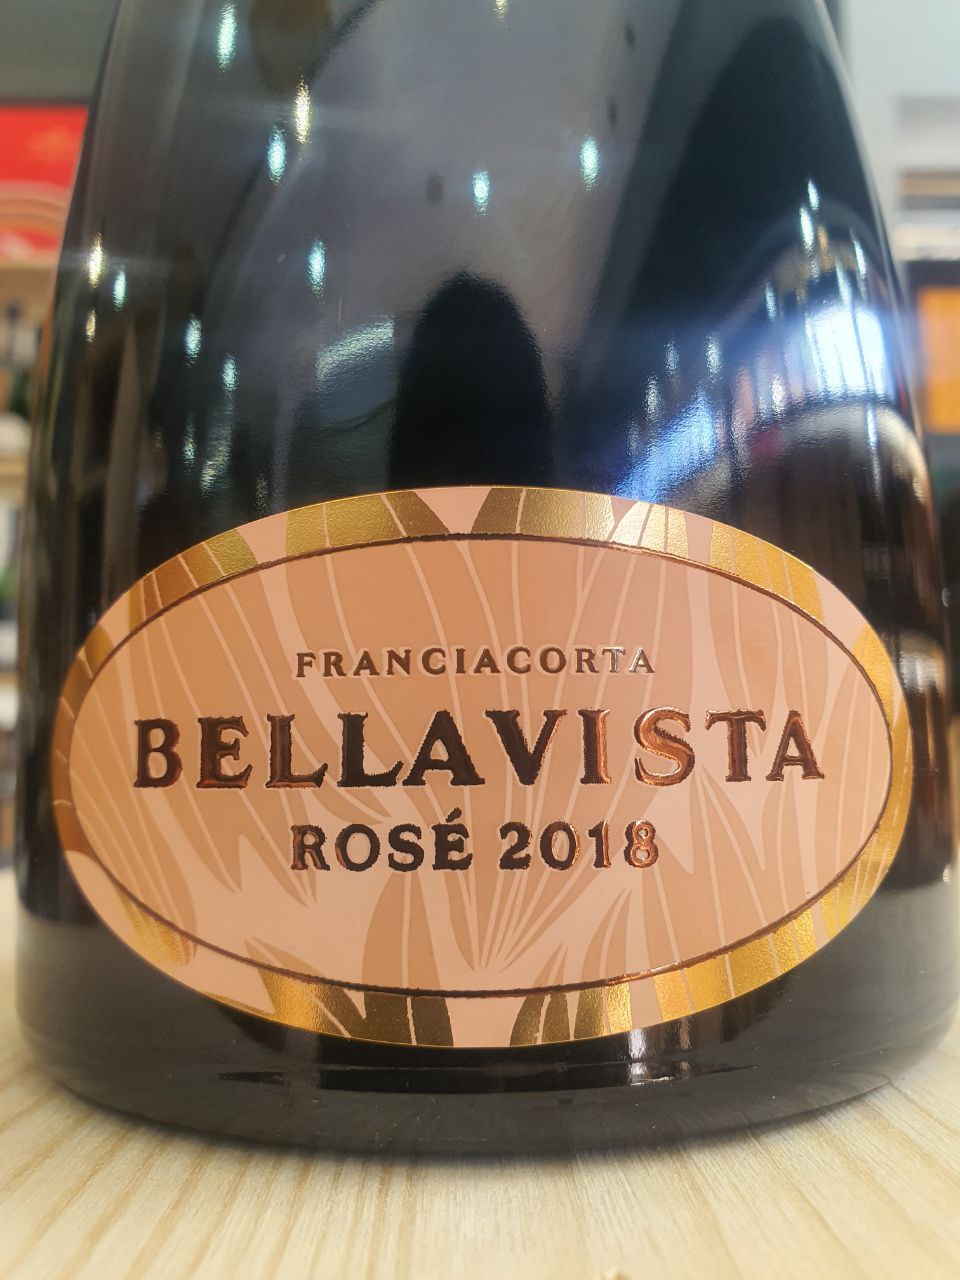 FRANCIACORTA
BELLAVISTA
ROSÉ 2018